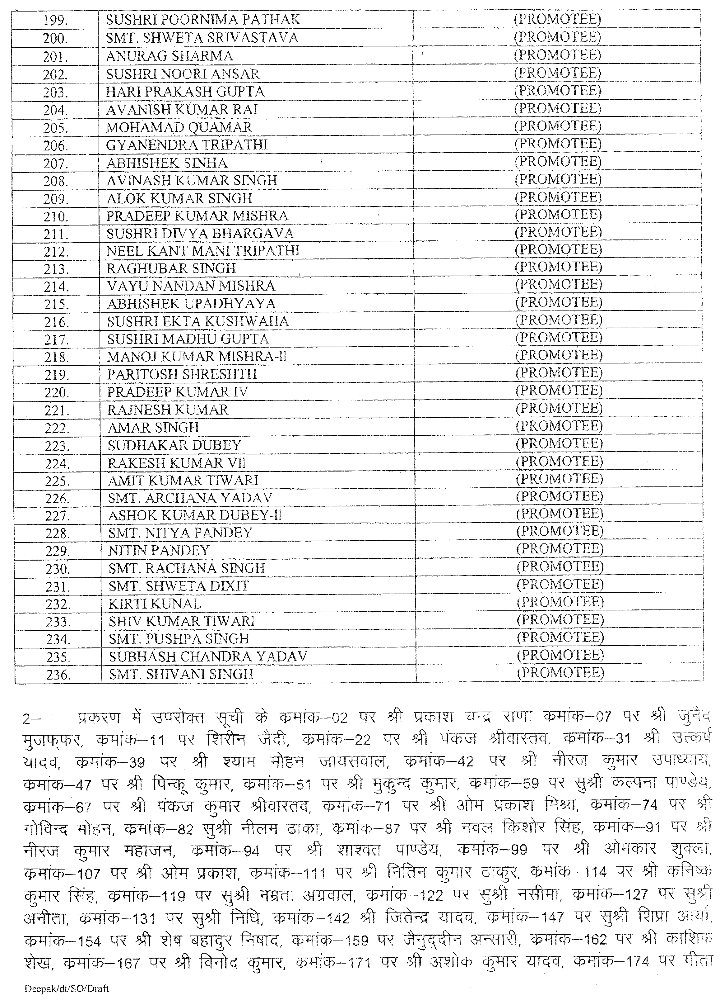 199. SUSHRI POORNIMA PATHAK (PROMOTEE)
200. SMT. SHWETA SRIVASTAVA (PROMOTEE)
201. ANURAG SHARMA (PROMOTEE)
202. SUSHRI NOORI ANSAR (PROMOTEE)
203. HARI PRAKASH GUPTA (PROMOTEE)
204. AVANISH KUMAR RAI (PROMOTEE)
205. MOHAMAD QUAMAR (PROMOTEE)
206. GYANENDRA TRIPATHI (PROMOTEE)
207. ABHISHEK SINHA (PROMOTEE)
208. AVINASH KUMAR SINGH (PROMOTEE)
209. ALOK KUMAR SINGH (PROMOTEE)
210. PRADEEP KUMAR MISHRA (PROMOTEE)
211. SUSHRI DIVYA BHARGAVA (PROMOTEE)
212. NEEL KANT MANI TRIPATHI (PROMOTEE)
213. RAGHUBAR SINGH (PROMOTEE)
214. VAYU NANDAN MISHRA (PROMOTEE)
215. ABHISHEK UPADHYAYA (PROMOTEE)
216. SUSHRI EKTA KUSHWAHA (PROMOTEE)
217. SUSHRI MADHU GUPTA (PROMOTEE)
218. MANOJ KUMAR MISHRA-II (PROMOTEE)
219. PARITOSH SHRESHTH (PROMOTEE)
220. PRADEEP KUMAR IV (PROMOTEE)
221. RAJNESH KUMAR (PROMOTEE)
222. AMAR SINGH (PROMOTEE)
223. SUDHAKAR DUBEY (PROMOTEE)
224. RAKESH KUMAR VII (PROMOTEE)
225. AMIT KUMAR TIWARI (PROMOTEE)
226. SMT. ARCHANA YADAV (PROMOTEE)
227. ASHOK KUMAR DUBEY-II (PROMOTEE)
228. SMT. NITYA PANDEY (PROMOTEE)
229. NITIN PANDEY (PROMOTEE)
230. SMT. RACHANA SINGH (PROMOTEE)
231. SMT. SHWETA DIXIT (PROMOTEE)
232. KIRTI KUNAL (PROMOTEE)
233. SHIV KUMAR TIWARI (PROMOTEE)
234. SMT. PUSHPA SINGH (PROMOTEE)
235. SUBHASH CHANDRA YADAV (PROMOTEE)
236. SMT. SHIVANI SINGH (PROMOTEE)
2– प्रकरण में उपरोक्त सूची के कमांक–02 पर श्री प्रकाश चन्द्र राणा कमांक–07 पर श्री जुनैद
मुजफ्फर, कमांक–11 पर शिरीन जैदी, कमांक–22 पर श्री पंकज श्रीवास्तव, कमांक–31 श्री उत्कर्ष
यादव, कमांक–39 पर श्री श्याम मोहन जायसवाल, कमांक–42 पर श्री नीरज कुमार उपाध्याय,
कमांक–47 पर श्री पिन्कू कुमार, कमांक–51 पर श्री मुकुन्द कुमार, कमांक–59 पर सुश्री कल्पना पाण्डेय,
कमांक–67 पर श्री पंकज कुमार श्रीवास्तव, कमांक–71 पर श्री ओम प्रकाश मिश्रा, कमांक–74 पर श्री
गोविन्द मोहन, कमांक–82 सुश्री नीलम ढाका, कमांक–87 पर श्री नवल किशोर सिंह, कमांक–91 पर श्री
नीरज कुमार महाजन, कमांक–94 पर श्री शाश्वत पाण्डेय, कमांक–99 पर श्री ओमकार शुक्ला,
कमांक–107 पर श्री ओम प्रकाश, कमांक–111 पर श्री नितिन कुमार ठाकुर, कमांक–114 पर श्री कनिष्क
कुमार सिंह, कमांक–119 पर सुश्री नम्रता अग्रवाल, कमांक–122 पर सुश्री नसीमा, कमांक–127 पर सुश्री
अनीता, कमांक–131 पर सुश्री निधि, कमांक–142 श्री जितेन्द्र यादव, कमांक–147 पर सुश्री शिप्रा आर्या,
कमांक–154 पर श्री शेष बहादुर निषाद, कमांक–159 पर जैनुद्दीन अन्सारी, कमांक–162 पर श्री काशिफ
शेख, कमांक–167 पर श्री विनोद कुमार, कमांक–171 पर श्री अशोक कुमार यादव, कमांक–174 पर गीता
Deepak/dt/SO/Draft